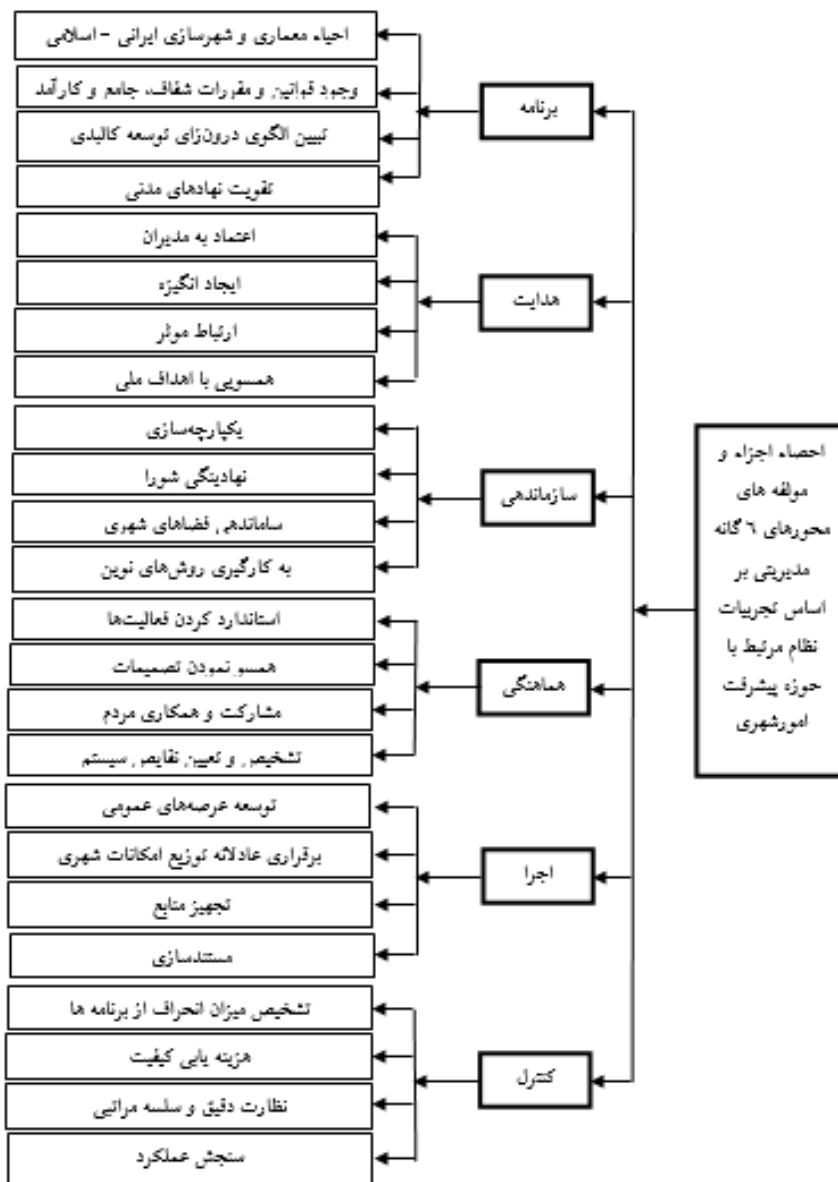 احصاء اجزاء و
مولفه های
محورهای ٦ گانه
مدیریتی بر
اساس تجربیات
نظام مرتبط با
حوزه پیشرفت
امورشهری
برنامه
احیاء معماری و شهرسازی ایرانی – اسلامی
وجود قوانین و مقررات شفاف، جامع و کارآمد
تبیین الگوی درون‌زای توسعه کالبدی
تقویت نهادهای مدنی
هدایت
اعتماد به مدیران
ایجاد انگیزه
ارتباط موثر
همسویی با اهداف ملی
سازماندهی
یکپارچه‌سازی
نهادینگی شورا
ساماندهی فضاهای شهری
به کارگیری روش‌های نوین
هماهنگی
استاندارد کردن فعالیت‌ها
همسو نمودن تصمیمات
مشارکت و همکاری مردم
تشخیص و تعیین نقایص سیستم
اجرا
توسعه عرصه‌های عمومی
برقراری عادلانه توزیع امکانات شهری
تجهیز منابع
مستندسازی
کنترل
تشخیص میزان انحراف از برنامه ها
هزینه یابی کیفیت
نظارت دقیق و سلسه مراتبی
سنجش عملکرد